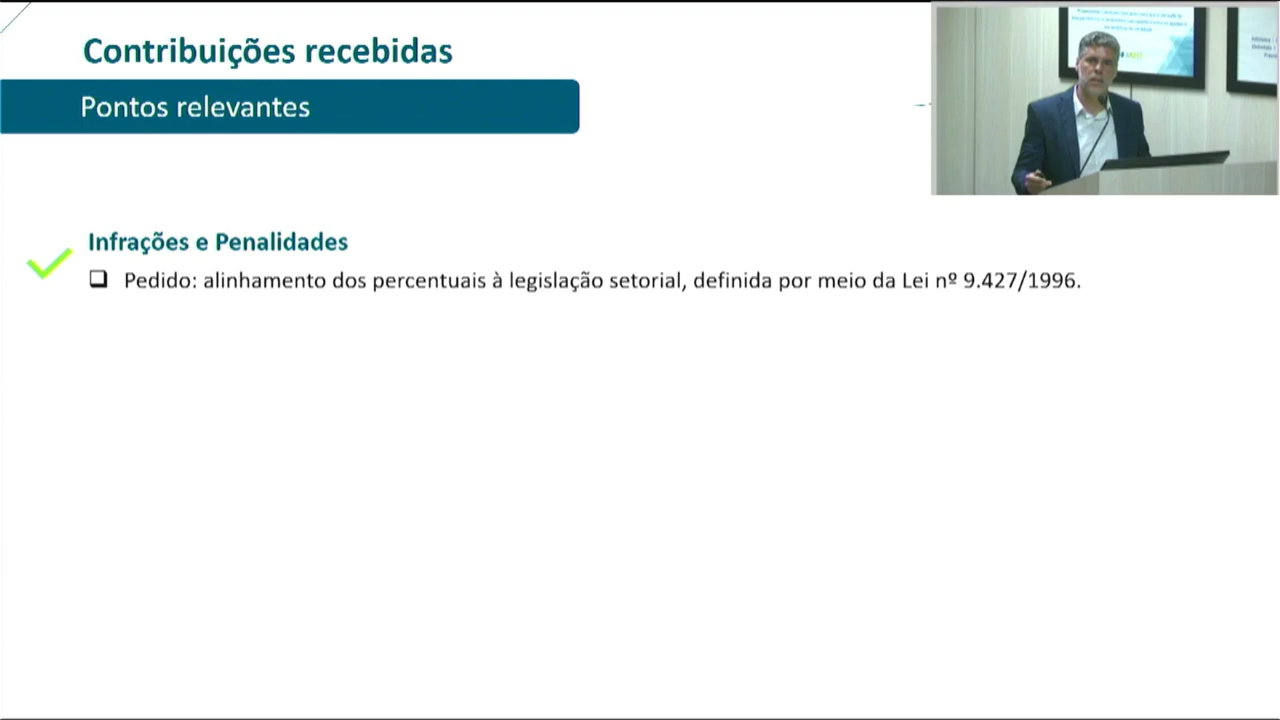 Contribuições recebidas
Pontos relevantes
Infrações e Penalidades
Pedido: alinhamento dos percentuais à legislação setorial, definida por meio da Lei nº 9.427/1996.